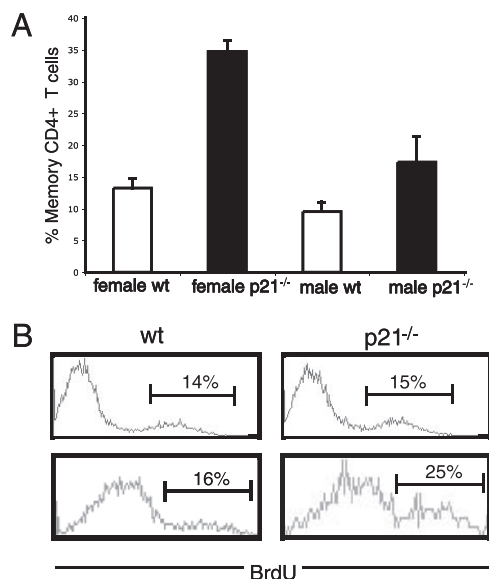 A
% Memory CD4+ T cells
40
35
30
25
20
15
10
5
0
female wt female p21-/- male wt male p21-/-
B
wt p21-/-
14% 15%
16% 25%
BrdU